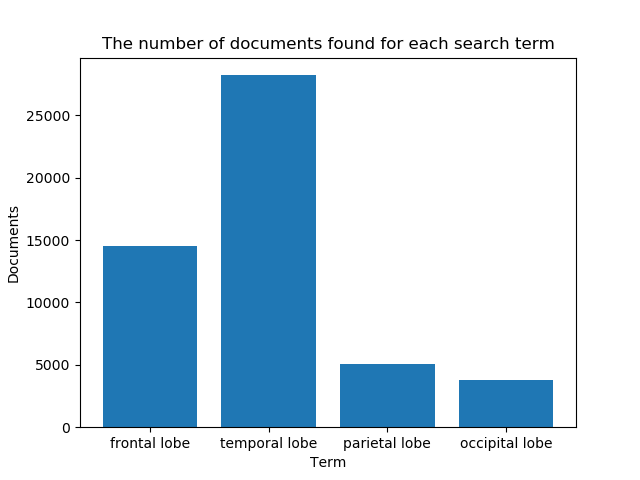 The number of documents found for each search term
Documents
25000
20000
15000
10000
5000
0
frontal lobe temporal lobe parietal lobe occipital lobe
Term